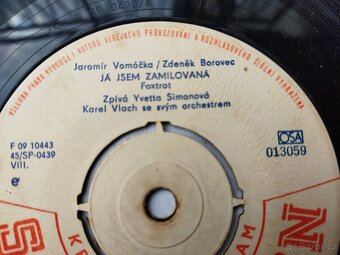 VŠECHNA PRÁVA VÝROBCE I AUTORŮ VEŘEJNÉHO PROVOZOVÁNÍ A ROZHLASOVÉHO ŠÍŘENÍ VYHRAZENA
Jaromír Vomáčka/Zdeněk Borovec
JÁ JSEM ZAMILOVANÁ
Foxtrot
Zpívá Yvetta Simonová
Karel Vlach se svým orchestrem
F 09 10443
45/SP-0439
VIII.
e
OSA
013059